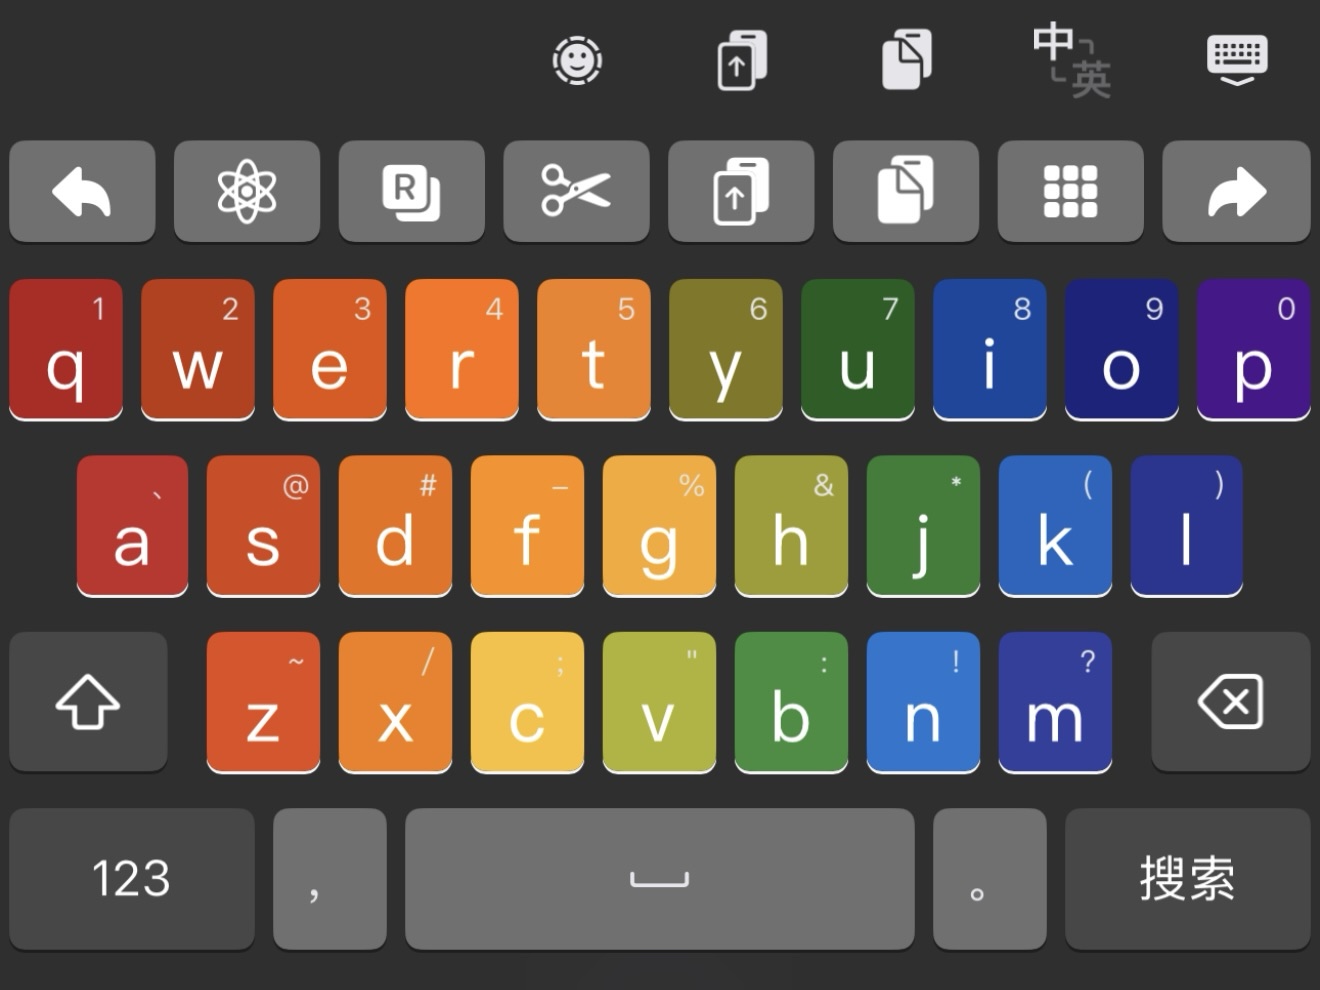 中英
R
1 2 3 4 5 6 7 8 9 0
q w e r t y u i o p
、 @ # – % & * ( )
a s d f g h j k l
~ / ; " : ! ?
z x c v b n m
123 , 。 搜索